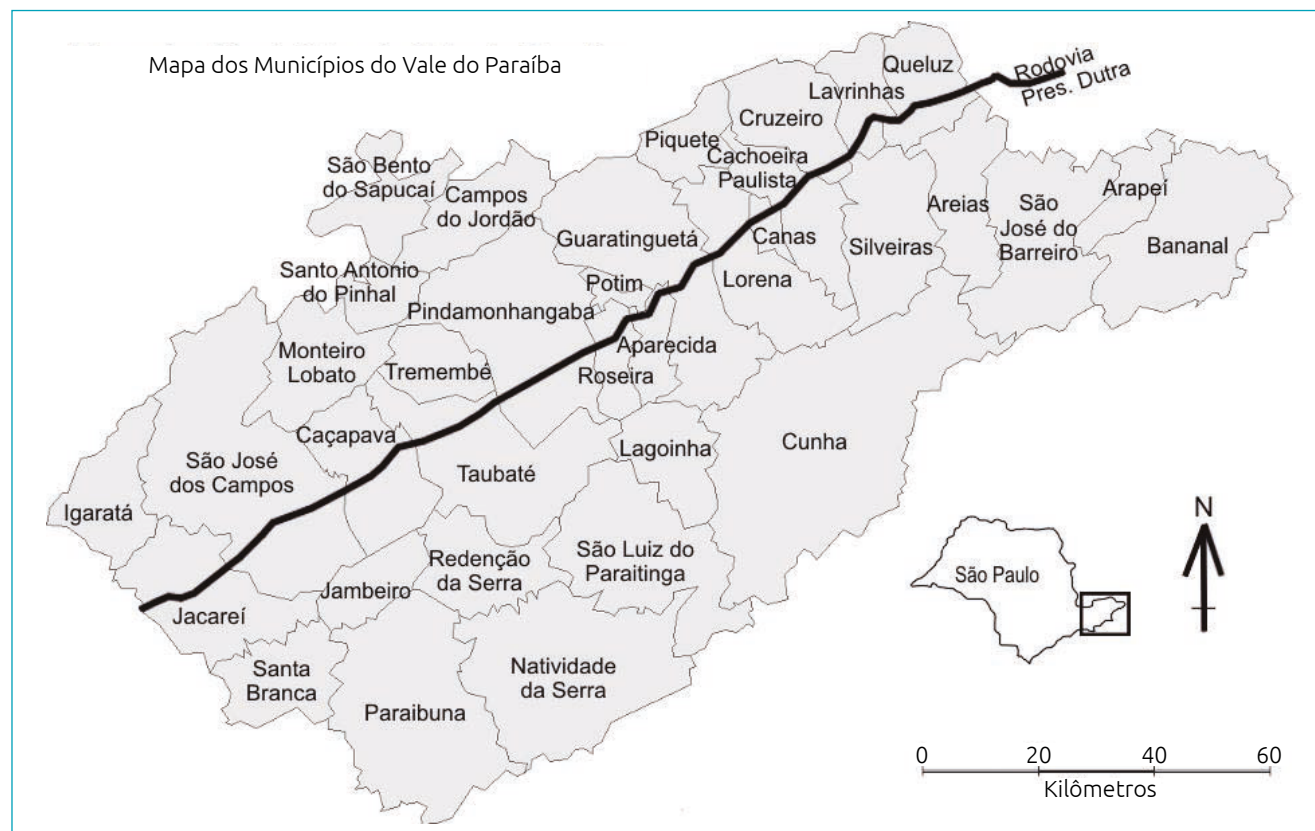 Mapa dos Municípios do Vale do Paraíba
Queluz
Rodovia
Pres. Dutra
Lavrinhas
Cruzeiro
Piquete
Cachoeira
Paulista
São Bento
do Sapucaí
Campos
do Jordão
Arapeí
Areias
São
José do
Barreiro
Bananal
Guaratinguetá
Canas
Silveiras
Santo Antonio
do Pinhal
Potim
Lorena
Pindamonhangaba
Monteiro
Lobato
Tremembé
Aparecida
Roseira
Caçapava
Lagoinha
Cunha
São José
dos Campos
Taubaté
Igaratá
Redenção
da Serra
São Luiz do
Paraitinga
Jambeiro
Jacareí
Santa
Branca
Natividade
da Serra
Paraibuna
São Paulo
N
0 20 40 60
Kilômetros